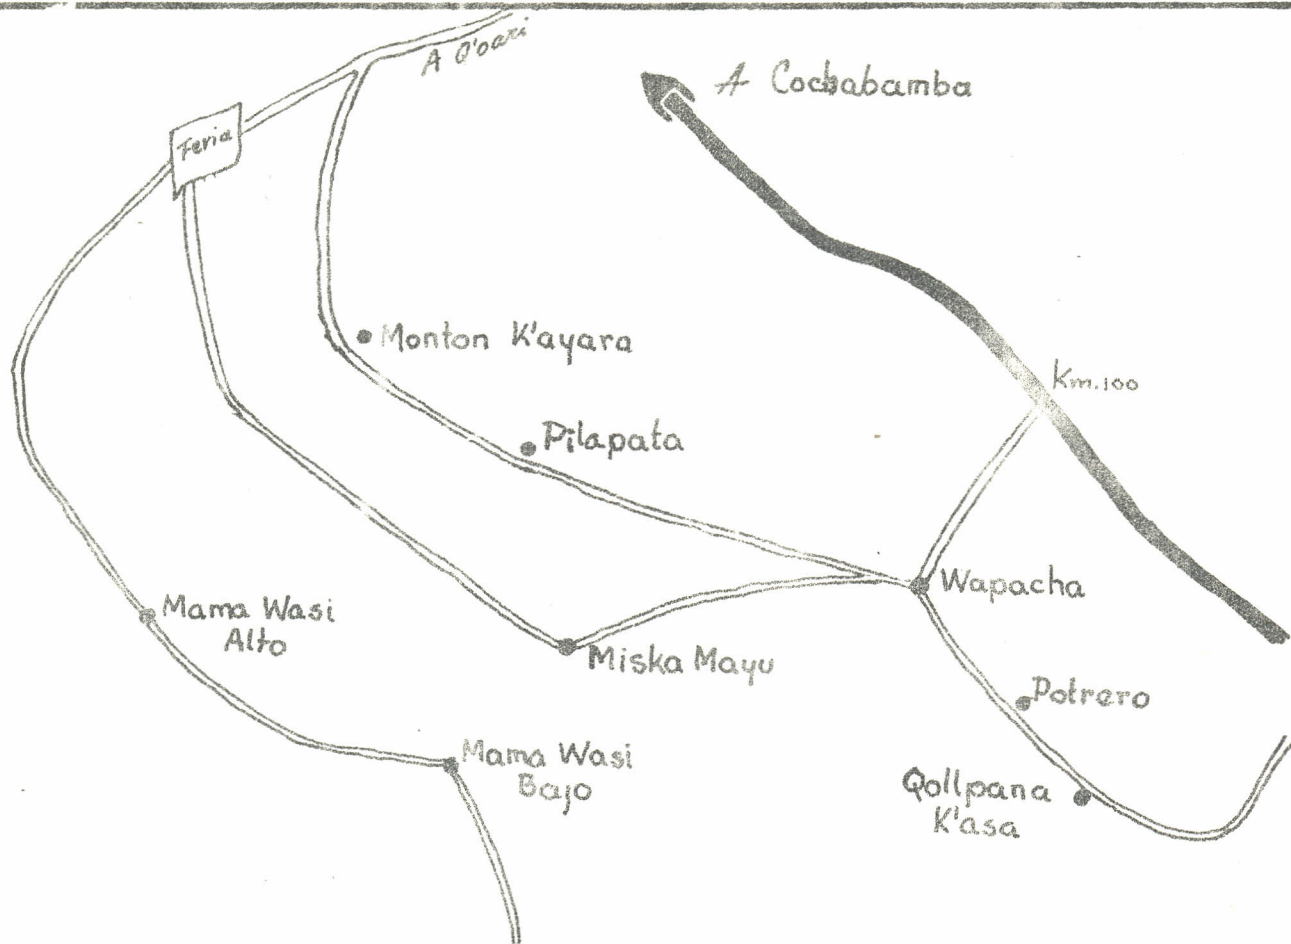 A Q'oari
A Cochabamba
Feria
Monton K'ayara
Km.100
Pilapata
Wapacha
Mama Wasi
Alto
Miska Mayu
Potrero
Mama Wasi
Bajo
Qollpana
K'asa